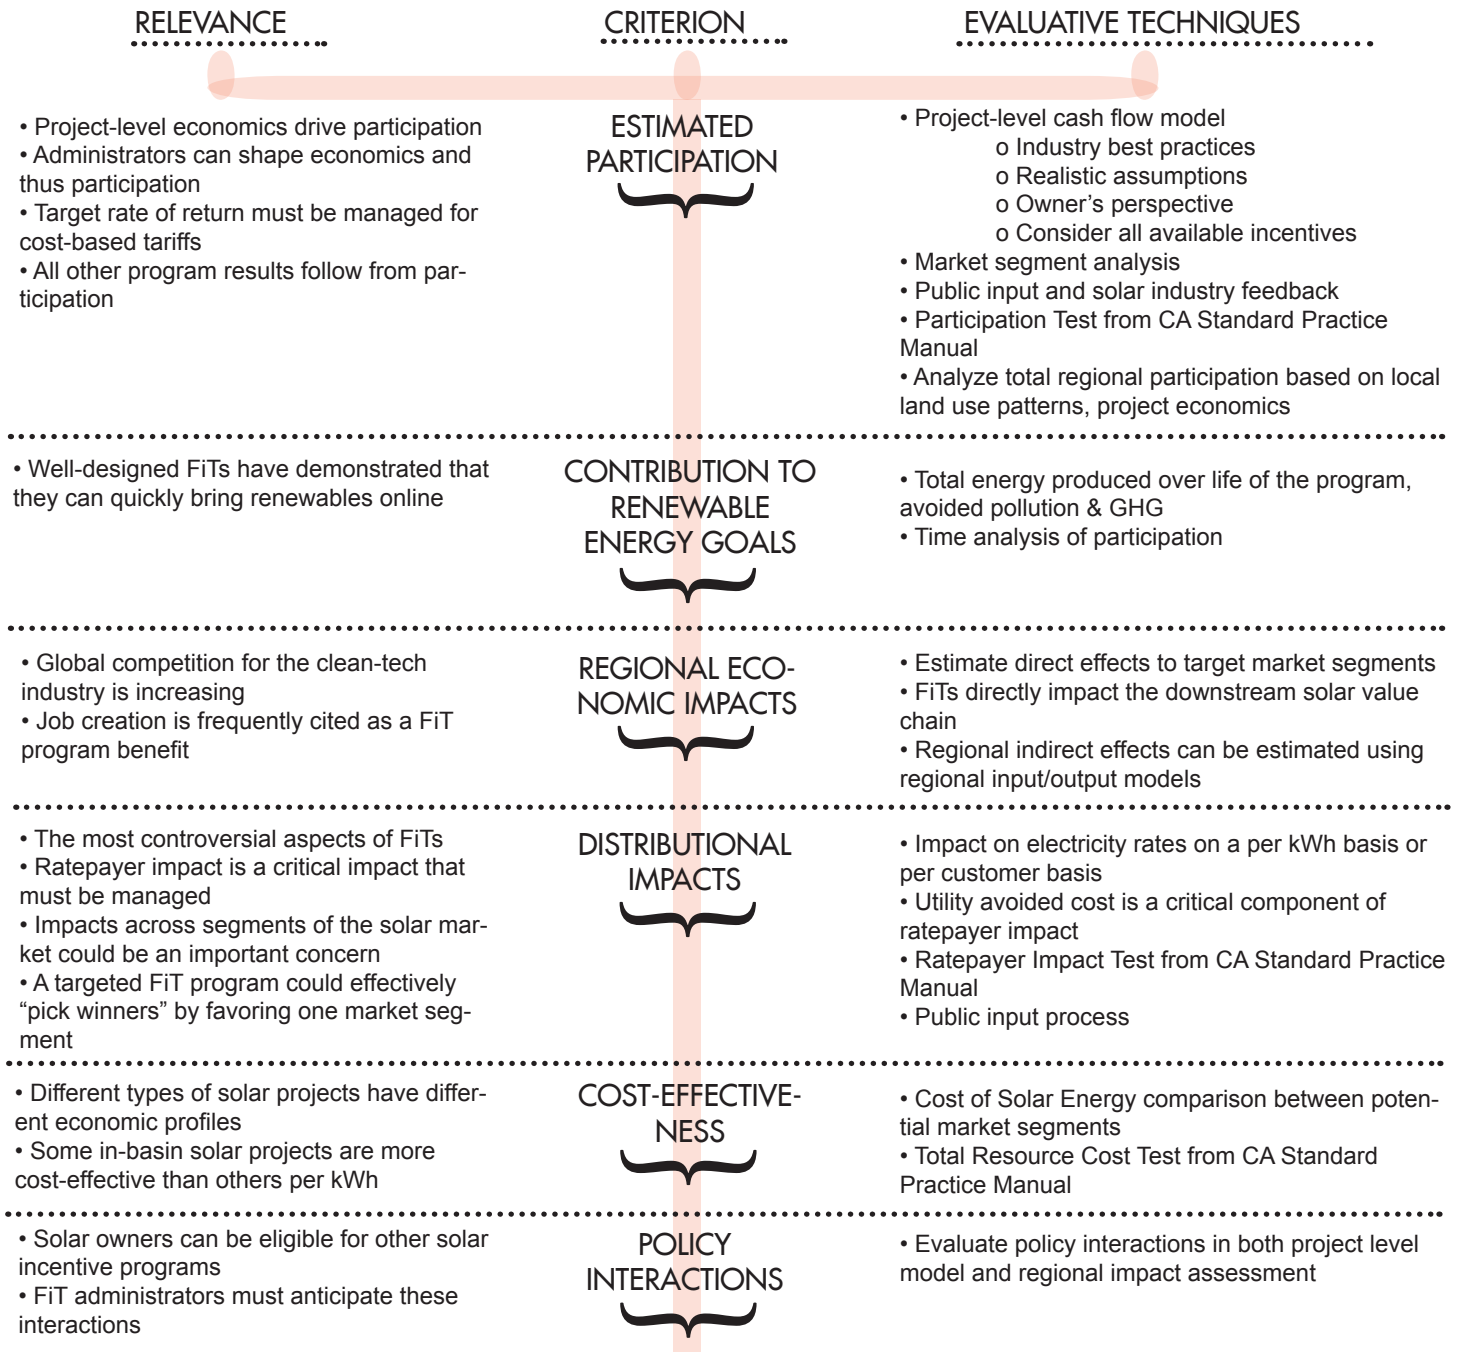 RELEVANCE
CRITERION
EVALUATIVE TECHNIQUES
• Project-level economics drive participation
• Administrators can shape economics and
thus participation
• Target rate of return must be managed for
cost-based tariffs
• All other program results follow from par-
ticipation
ESTIMATED
PARTICIPATION
• Project-level cash flow model
o Industry best practices
o Realistic assumptions
o Owner's perspective
o Consider all available incentives
• Market segment analysis
• Public input and solar industry feedback
• Participation Test from CA Standard Practice
Manual
• Analyze total regional participation based on local
land use patterns, project economics
• Well-designed FiTs have demonstrated that
they can quickly bring renewables online
CONTRIBUTION TO
RENEWABLE
ENERGY GOALS
• Total energy produced over life of the program,
avoided pollution & GHG
• Time analysis of participation
• Global competition for the clean-tech
industry is increasing
• Job creation is frequently cited as a FiT
program benefit
REGIONAL ECO-
NOMIC IMPACTS
• Estimate direct effects to target market segments
• FiTs directly impact the downstream solar value
chain
• Regional indirect effects can be estimated using
regional input/output models
• The most controversial aspects of FiTs
• Ratepayer impact is a critical impact that
must be managed
• Impacts across segments of the solar mar-
ket could be an important concern
• A targeted FiT program could effectively
“pick winners” by favoring one market seg-
ment
DISTRIBUTIONAL
IMPACTS
• Impact on electricity rates on a per kWh basis or
per customer basis
• Utility avoided cost is a critical component of
ratepayer impact
• Ratepayer Impact Test from CA Standard Practice
Manual
• Public input process
• Different types of solar projects have differ-
ent economic profiles
• Some in-basin solar projects are more
cost-effective than others per kWh
COST-EFFECTIVE-
NESS
• Cost of Solar Energy comparison between poten-
tial market segments
• Total Resource Cost Test from CA Standard
Practice Manual
• Solar owners can be eligible for other solar
incentive programs
• FiT administrators must anticipate these
interactions
POLICY
INTERACTIONS
• Evaluate policy interactions in both project level
model and regional impact assessment